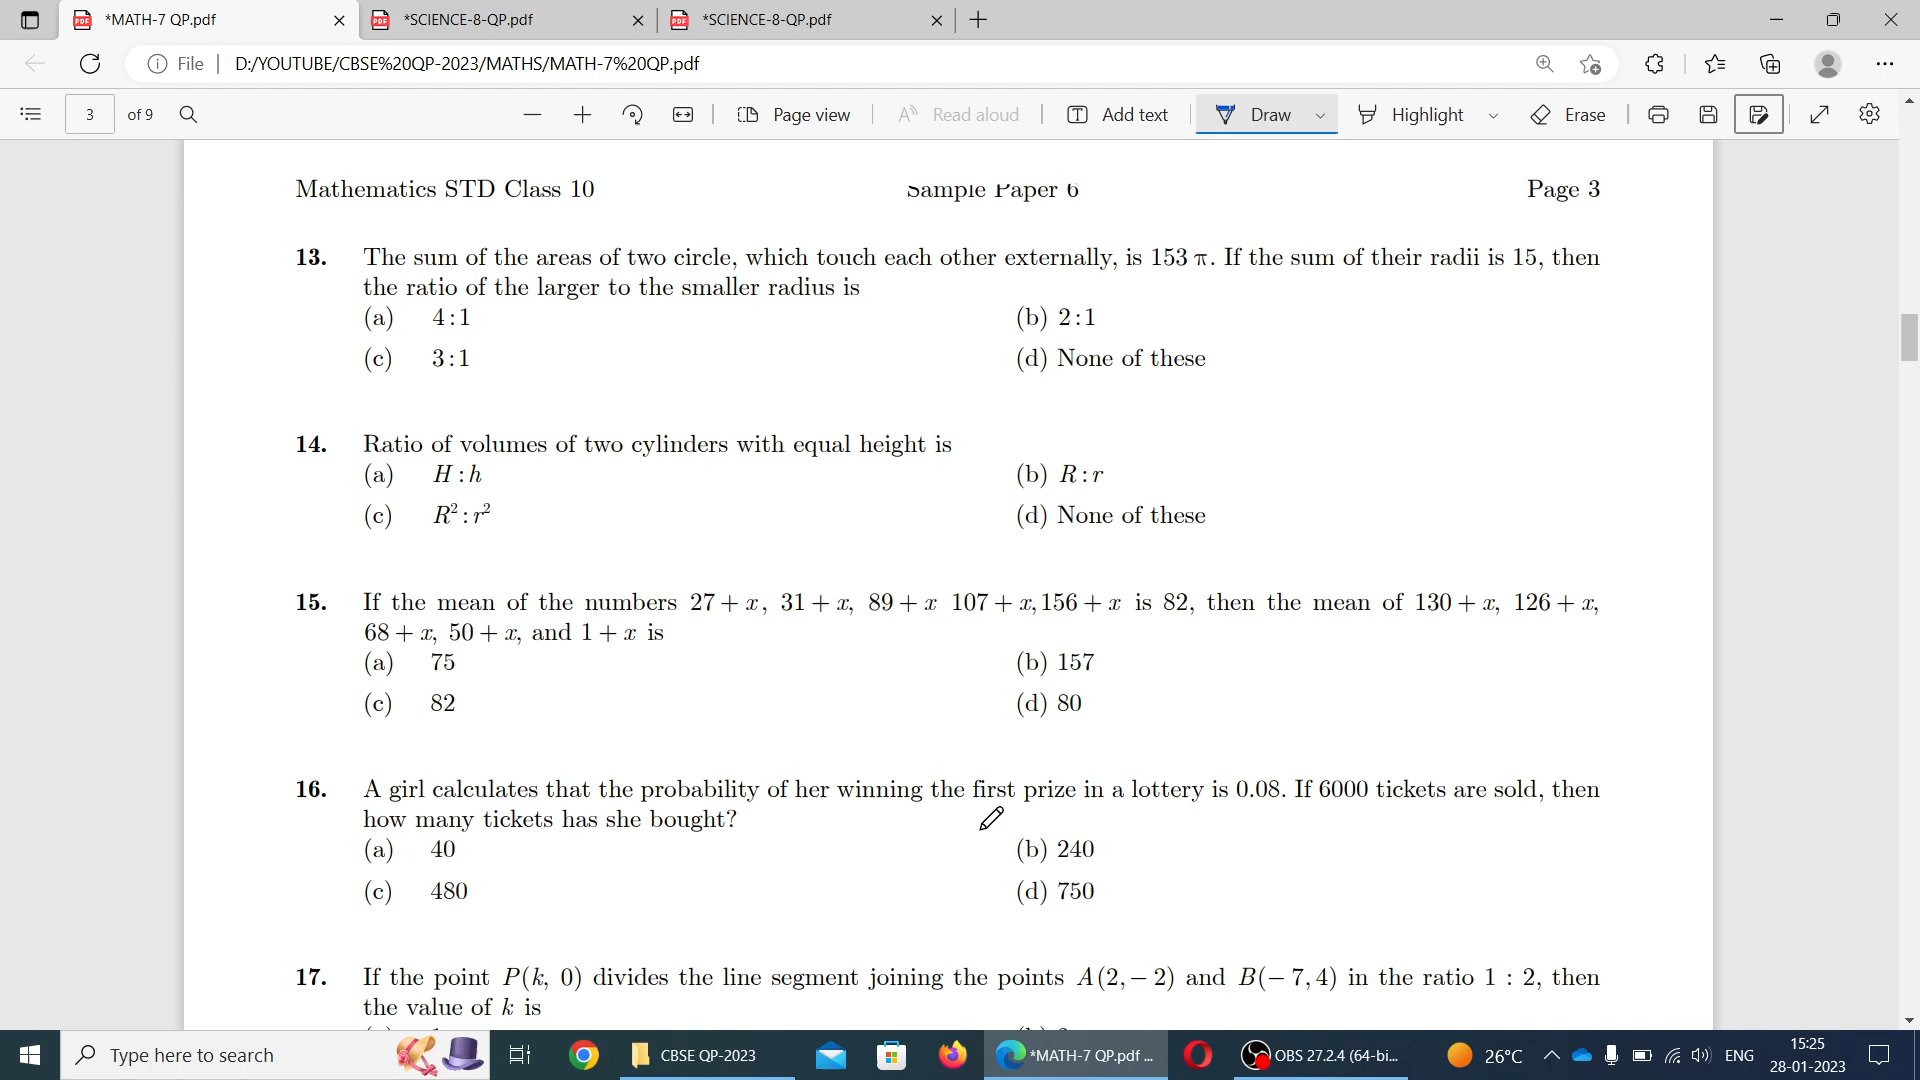 *MATH-7 QP.pdf
*SCIENCE-8-QP.pdf
*SCIENCE-8-QP.pdf
File
D:/YOUTUBE/CBSE%20QP-2023/MATHS/MATH-7%20QP.pdf
3 of 9
Page view
Read aloud
Add text
Draw
Highlight
Erase
Mathematics STD Class 10 Sample Paper 6 Page 3
13. The sum of the areas of two circle, which touch each other externally, is 153 π. If the sum of their radii is 15, then
the ratio of the larger to the smaller radius is
(a) 4:1 (b) 2:1
(c) 3:1 (d) None of these
14. Ratio of volumes of two cylinders with equal height is
(a) H:h (b) R:r
(c) R²:r² (d) None of these
15. If the mean of the numbers 27 + x, 31 + x, 89 + x 107 + x, 156 + x is 82, then the mean of 130 + x, 126 + x,
68 + x, 50 + x, and 1 + x is
(a) 75 (b) 157
(c) 82 (d) 80
16. A girl calculates that the probability of her winning the first prize in a lottery is 0.08. If 6000 tickets are sold, then
how many tickets has she bought?
(a) 40 (b) 240
(c) 480 (d) 750
17. If the point P(k, 0) divides the line segment joining the points A(2, − 2) and B(− 7, 4) in the ratio 1 : 2, then
the value of k is
Type here to search
CBSE QP-2023
*MATH-7 QP.pdf ...
OBS 27.2.4 (64-bi...
26°C
ENG
15:25
28-01-2023